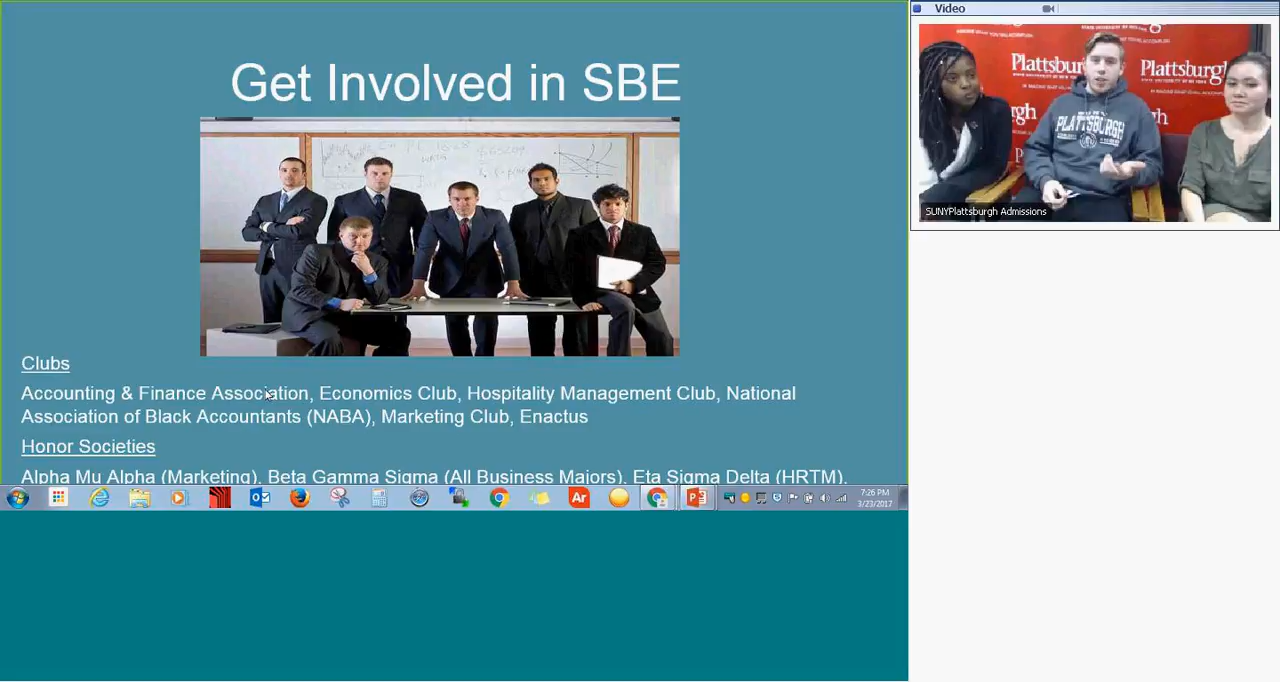 Get Involved in SBE
Clubs
Accounting & Finance Association, Economics Club, Hospitality Management Club, National
Association of Black Accountants (NABA), Marketing Club, Enactus
Honor Societies
Alpha Mu Alpha (Marketing), Beta Gamma Sigma (All Business Majors), Eta Sigma Delta (HRTM),
7:26 PM
3/23/2017
Video
Plattsburgh
Plattsburgh
PLATTSBURGH
SUNYPlattsburgh Admissions